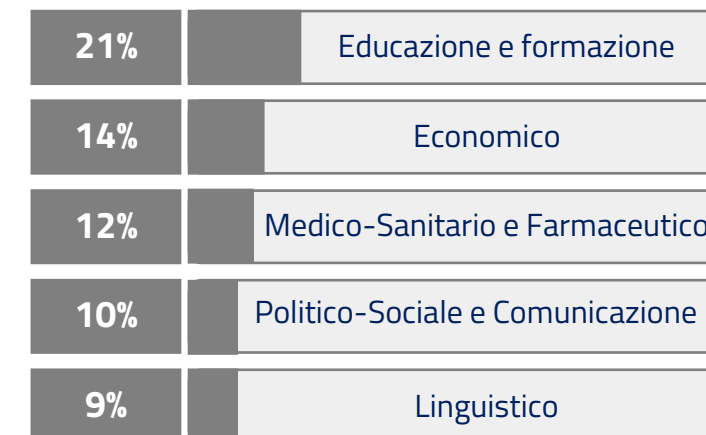 21% Educazione e formazione
14% Economico
12% Medico-Sanitario e Farmaceutico
10% Politico-Sociale e Comunicazione
9% Linguistico